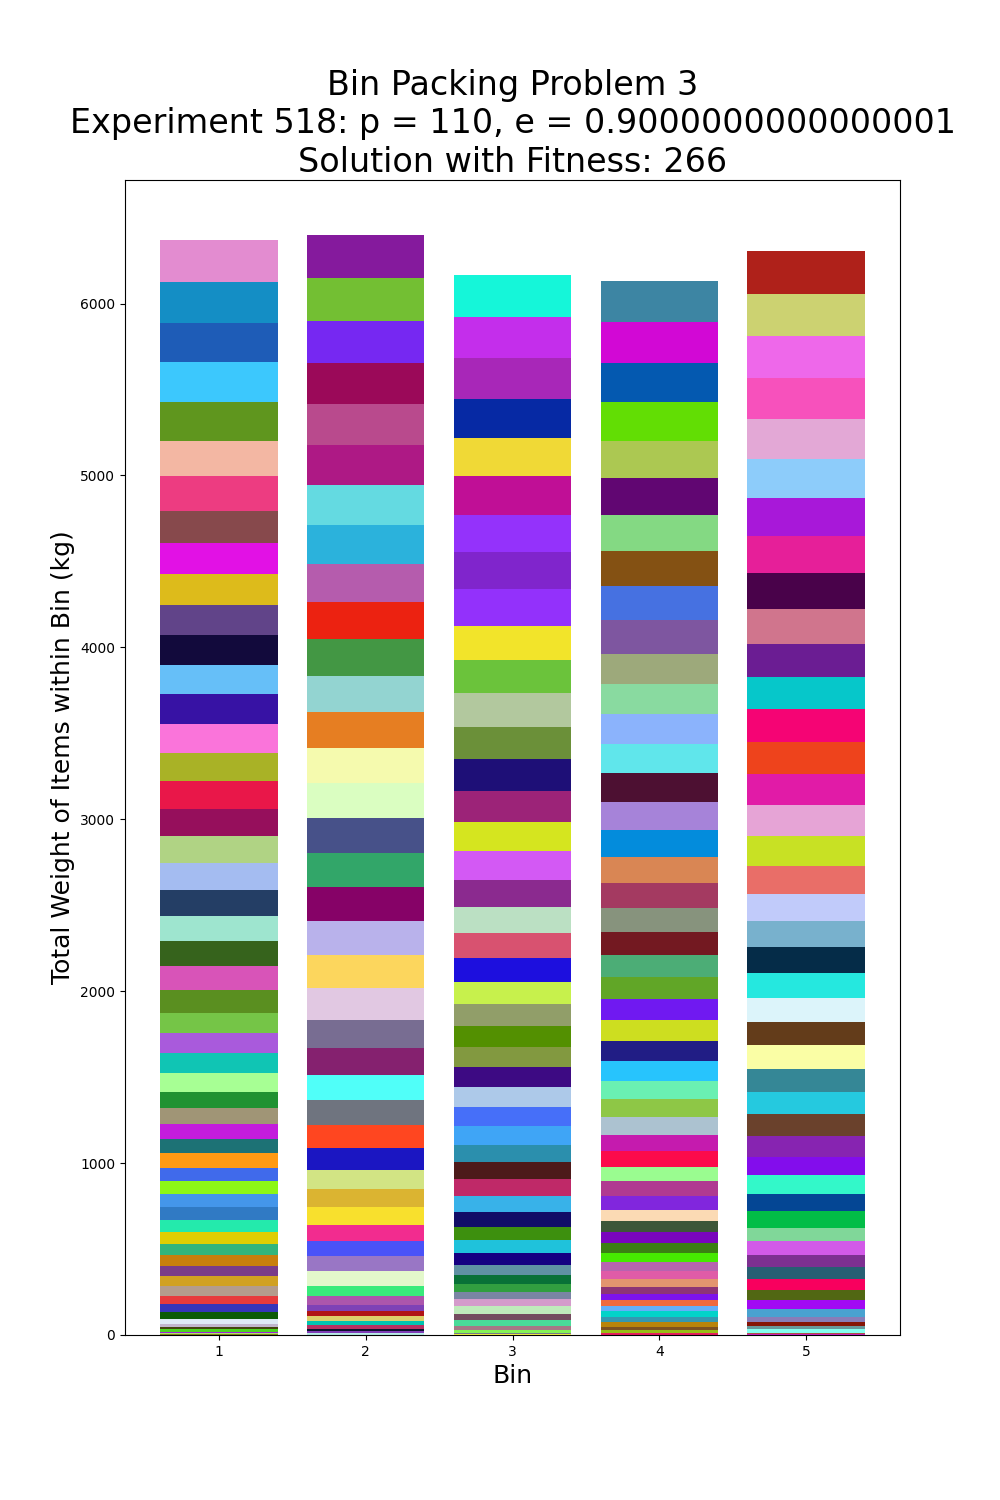 Bin Packing Problem 3
Experiment 518: p = 110, e = 0.9000000000000001
Solution with Fitness: 266
Total Weight of Items within Bin (kg)
6000
5000
4000
3000
2000
1000
0
1 2 3 4 5
Bin